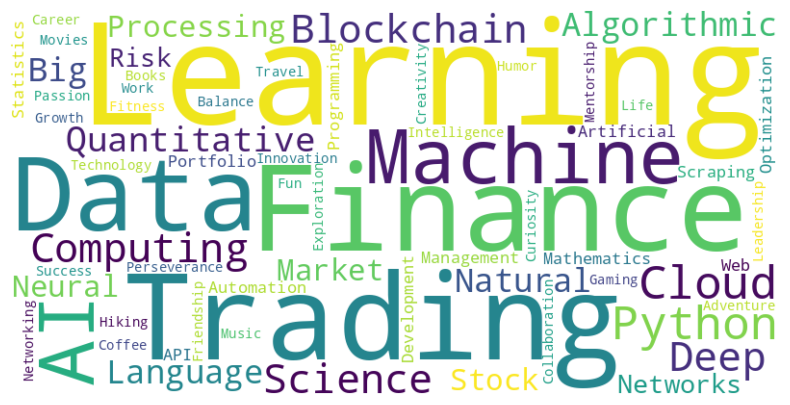 Career
Processing
Blockchain
Algorithmic
Statistics
Movies
Learning
Big
Risk
Books
Work
Travel
Programming
Creativity
Humor
Mentorship
Passion
Fitness
Balance
Life
Optimization
Growth
Quantitative
Machine
Intelligence
Artificial
Technology
Portfolio
Innovation
Scraping
Data
Finance
Fun
Exploration
Curiosity
Leadership
Computing
Success
Perseverance
Market
Management
Mathematics
Web
Neural
Automation
Trading
Development
Natural
Gaming
Cloud
Networking
AI
Hiking
Coffee
Friendship
Music
API
Collaboration
Python
Adventure
Deep
Language
Science
Stock
Networks